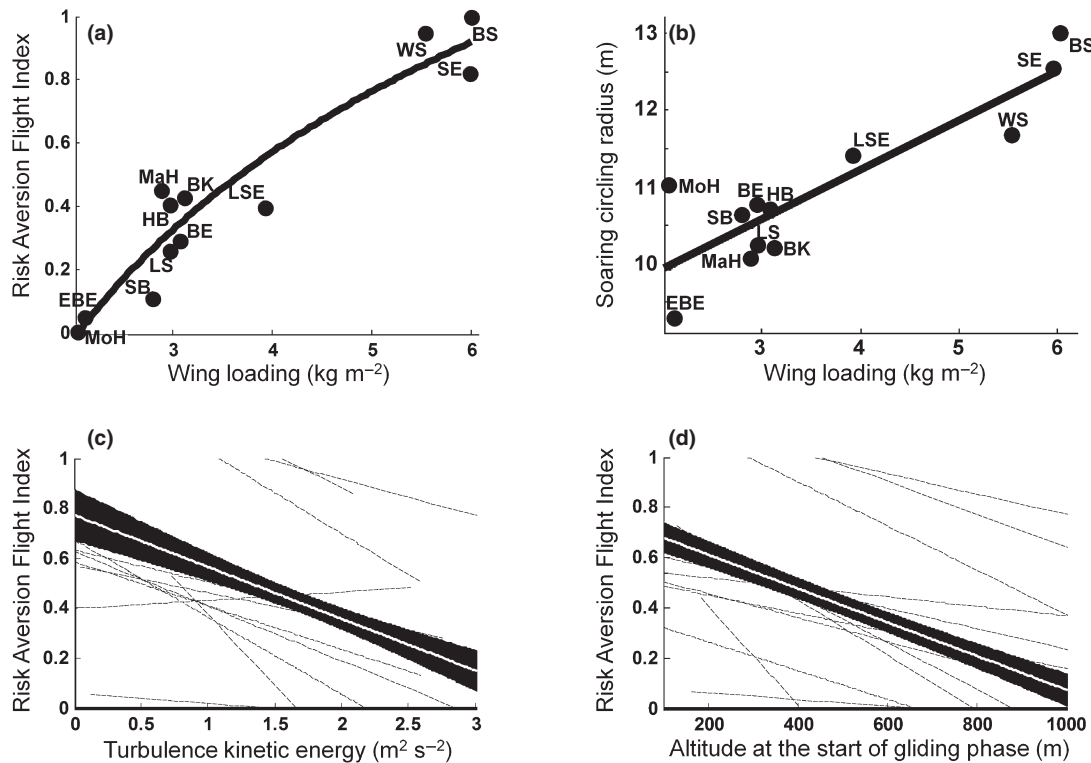 (a)
Risk Aversion Flight Index
1
0.8
0.6
0.4
0.2
0
BS
WS
SE
MaH
BK
LSE
HB
BE
LS
SB
EBE
MoH
3
4
5
6
Wing loading (kg m⁻²)
(b)
Soaring circling radius (m)
13
12
11
10
BS
SE
WS
LSE
MoH
BE
HB
SB
LS
BK
MaH
EBE
3
4
5
6
Wing loading (kg m⁻²)
(c)
Risk Aversion Flight Index
1
0.8
0.6
0.4
0.2
0
0
0.5
1
1.5
2
2.5
3
Turbulence kinetic energy (m² s⁻²)
(d)
Risk Aversion Flight Index
1
0.8
0.6
0.4
0.2
0
200
400
600
800
1000
Altitude at the start of gliding phase (m)